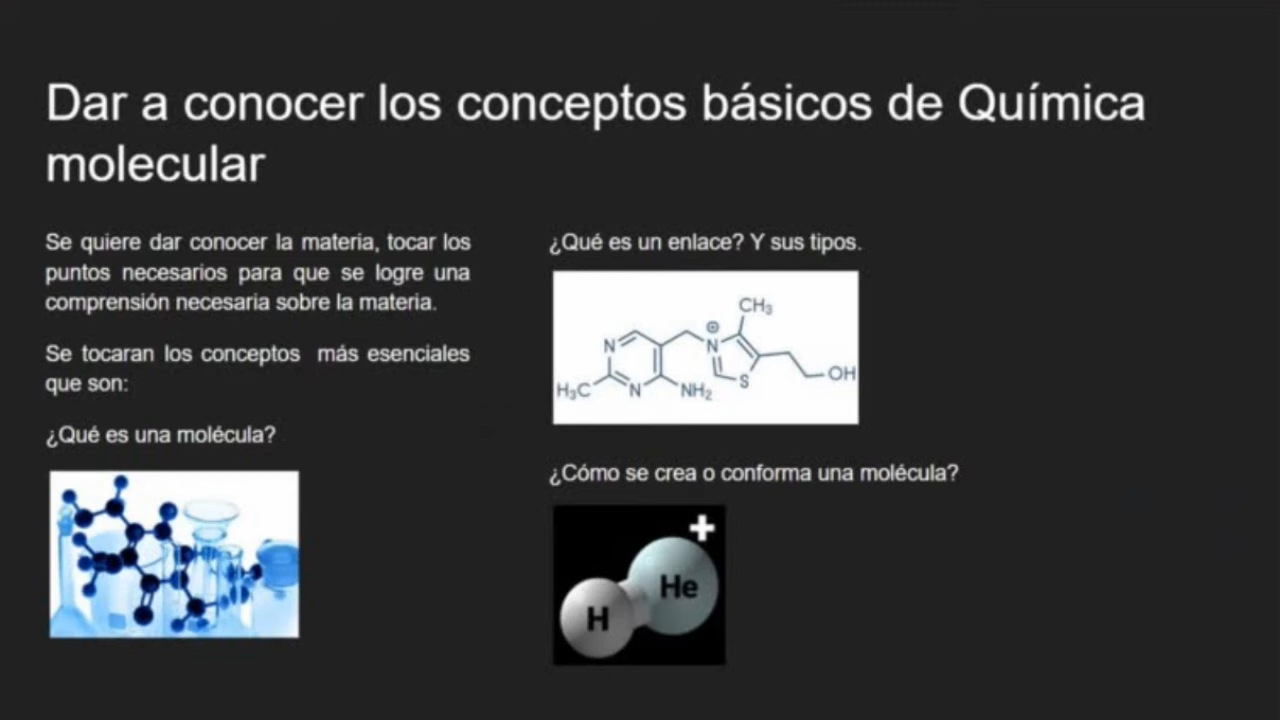 Dar a conocer los conceptos básicos de Química
molecular
Se quiere dar conocer la materia, tocar los
puntos necesarios para que se logre una
comprensión necesaria sobre la materia.
Se tocaran los conceptos más esenciales
que son:
¿Qué es una molécula?
¿Qué es un enlace? Y sus tipos.
CH₃
⊕
N
N
S
OH
H₃C
N
NH₂
¿Cómo se crea o conforma una molécula?
+
He
H